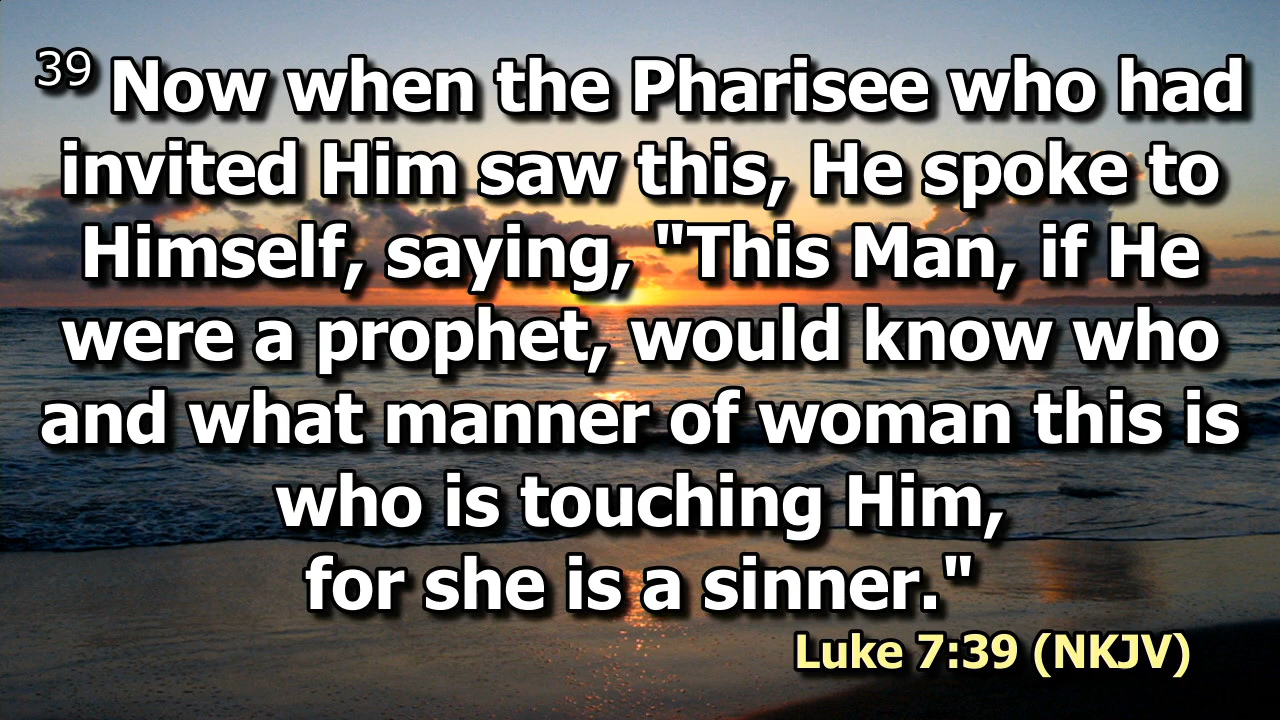 39 Now when the Pharisee who had
invited Him saw this, He spoke to
Himself, saying, "This Man, if He
were a prophet, would know who
and what manner of woman this is
who is touching Him,
for she is a sinner."
Luke 7:39 (NKJV)